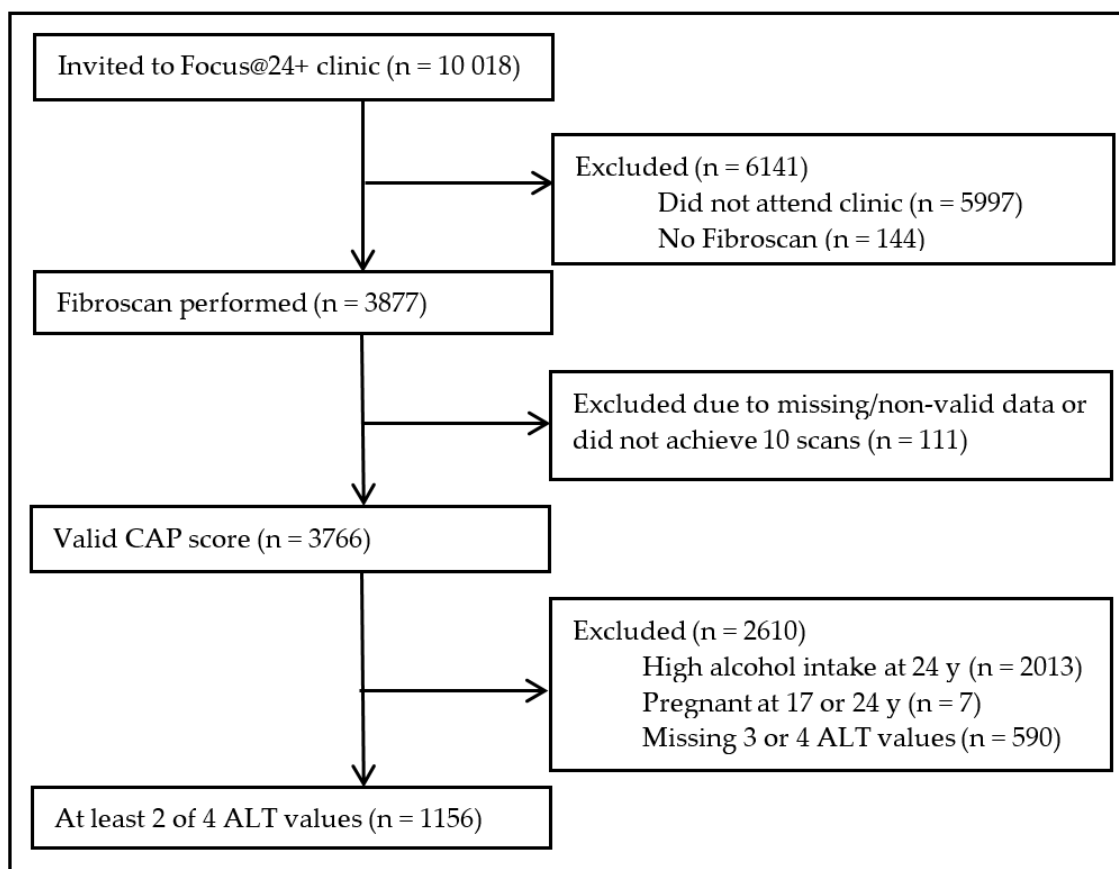 Invited to Focus@24+ clinic (n = 10 018)
Excluded (n = 6141)
Did not attend clinic (n = 5997)
No Fibroscan (n = 144)
Fibroscan performed (n = 3877)
Excluded due to missing/non-valid data or
did not achieve 10 scans (n = 111)
Valid CAP score (n = 3766)
Excluded (n = 2610)
High alcohol intake at 24 y (n = 2013)
Pregnant at 17 or 24 y (n = 7)
Missing 3 or 4 ALT values (n = 590)
At least 2 of 4 ALT values (n = 1156)